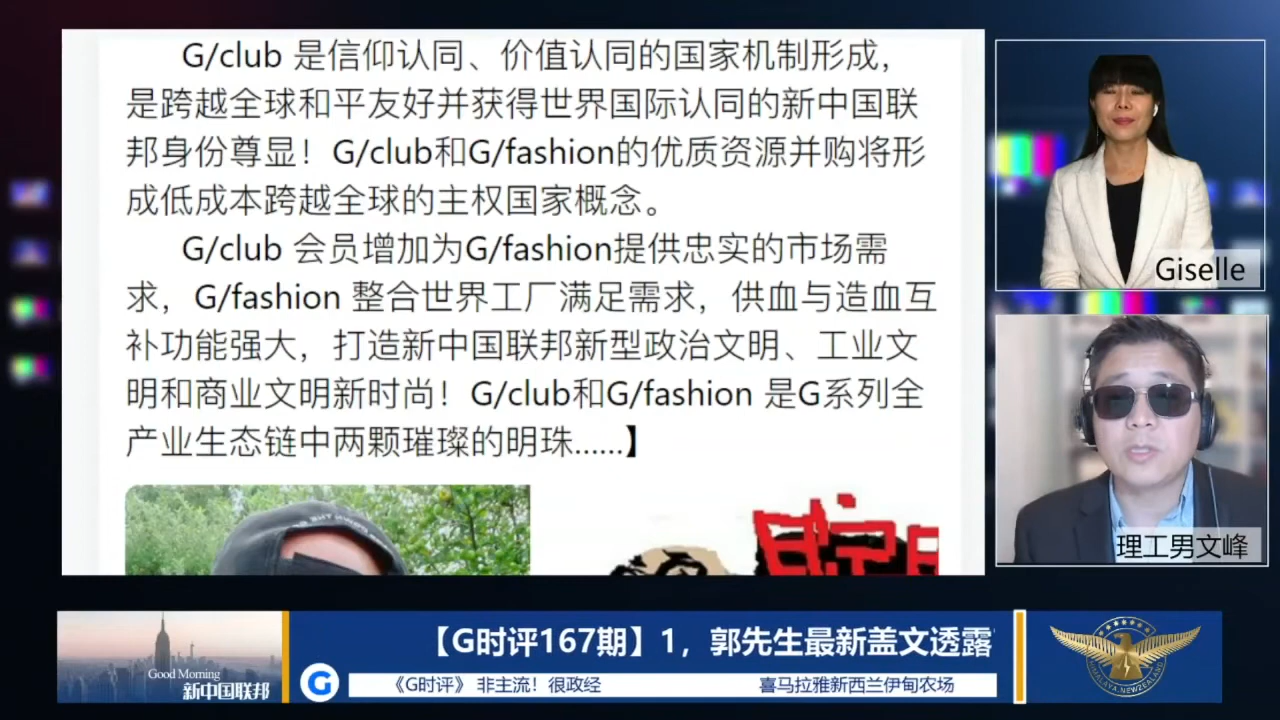 G/club 是信仰认同、价值认同的国家机制形成，
是跨越全球和平友好并获得世界国际认同的新中国联
邦身份尊显！G/club和G/fashion的优质资源并购将形
成低成本跨越全球的主权国家概念。
G/club 会员增加为G/fashion提供忠实的市场需
求，G/fashion 整合世界工厂满足需求，供血与造血互
补功能强大，打造新中国联邦新型政治文明、工业文
明和商业文明新时尚！G/club和G/fashion 是G系列全
产业生态链中两颗璀璨的明珠......】
Giselle
理工男文峰
【G时评167期】1，郭先生最新盖文透露
Good Morning
新中国联邦
G
《G时评》 非主流！很政经
喜马拉雅新西兰伊甸农场
HIMALAYA.NEWZEALAND